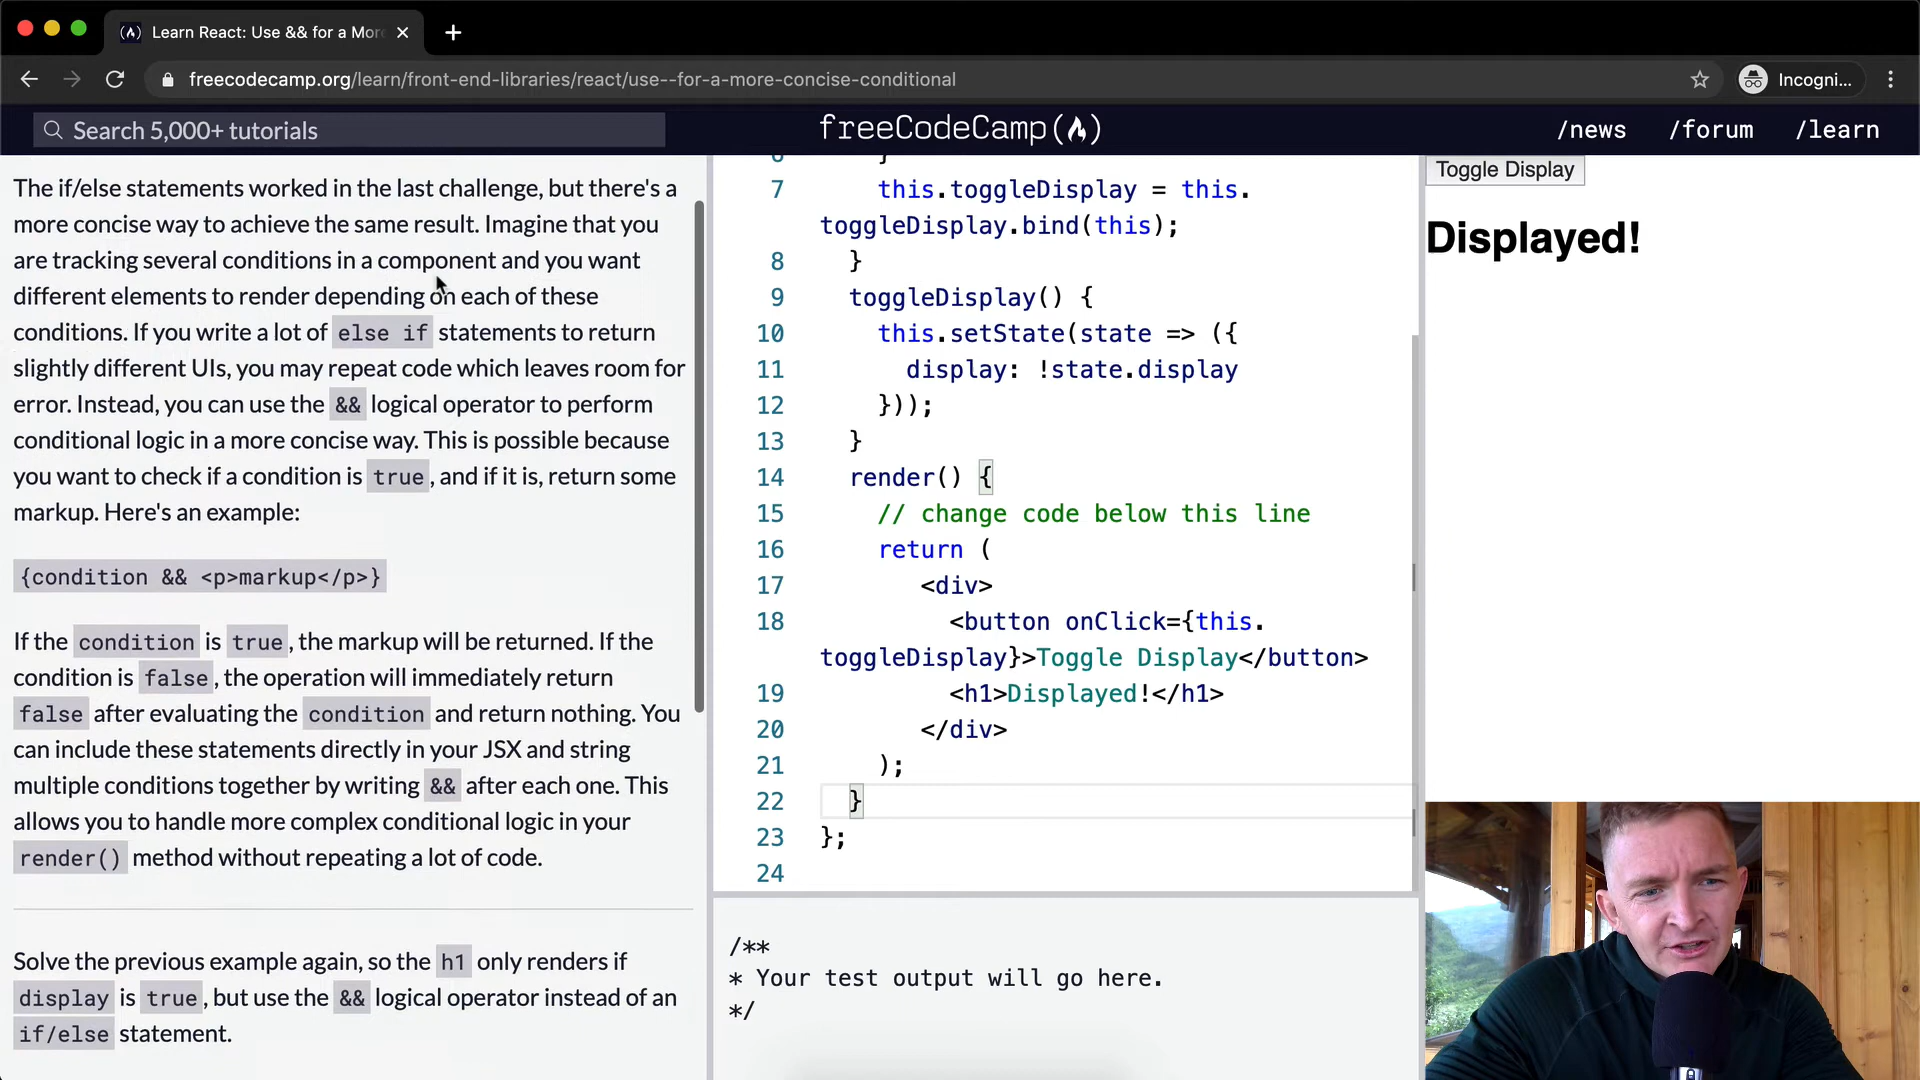 Learn React: Use && for a More
freecodecamp.org/learn/front-end-libraries/react/use--for-a-more-concise-conditional
Incogni...
Search 5,000+ tutorials
freeCodeCamp(🔥)
/news /forum /learn
The if/else statements worked in the last challenge, but there's a
more concise way to achieve the same result. Imagine that you
are tracking several conditions in a component and you want
different elements to render depending on each of these
conditions. If you write a lot of else if statements to return
slightly different UIs, you may repeat code which leaves room for
error. Instead, you can use the && logical operator to perform
conditional logic in a more concise way. This is possible because
you want to check if a condition is true, and if it is, return some
markup. Here's an example:
{condition && <p>markup</p>}
If the condition is true, the markup will be returned. If the
condition is false, the operation will immediately return
false after evaluating the condition and return nothing. You
can include these statements directly in your JSX and string
multiple conditions together by writing && after each one. This
allows you to handle more complex conditional logic in your
render() method without repeating a lot of code.
Solve the previous example again, so the h1 only renders if
display is true, but use the && logical operator instead of an
if/else statement.
6 }
7 this.toggleDisplay = this.
toggleDisplay.bind(this);
8 }
9 toggleDisplay() {
10 this.setState(state => ({
11 display: !state.display
12 }));
13 }
14 render() {
15 // change code below this line
16 return (
17 <div>
18 <button onClick={this.
toggleDisplay}>Toggle Display</button>
19 <h1>Displayed!</h1>
20 </div>
21 );
22 }
23 };
24
/**
* Your test output will go here.
*/
Toggle Display
Displayed!